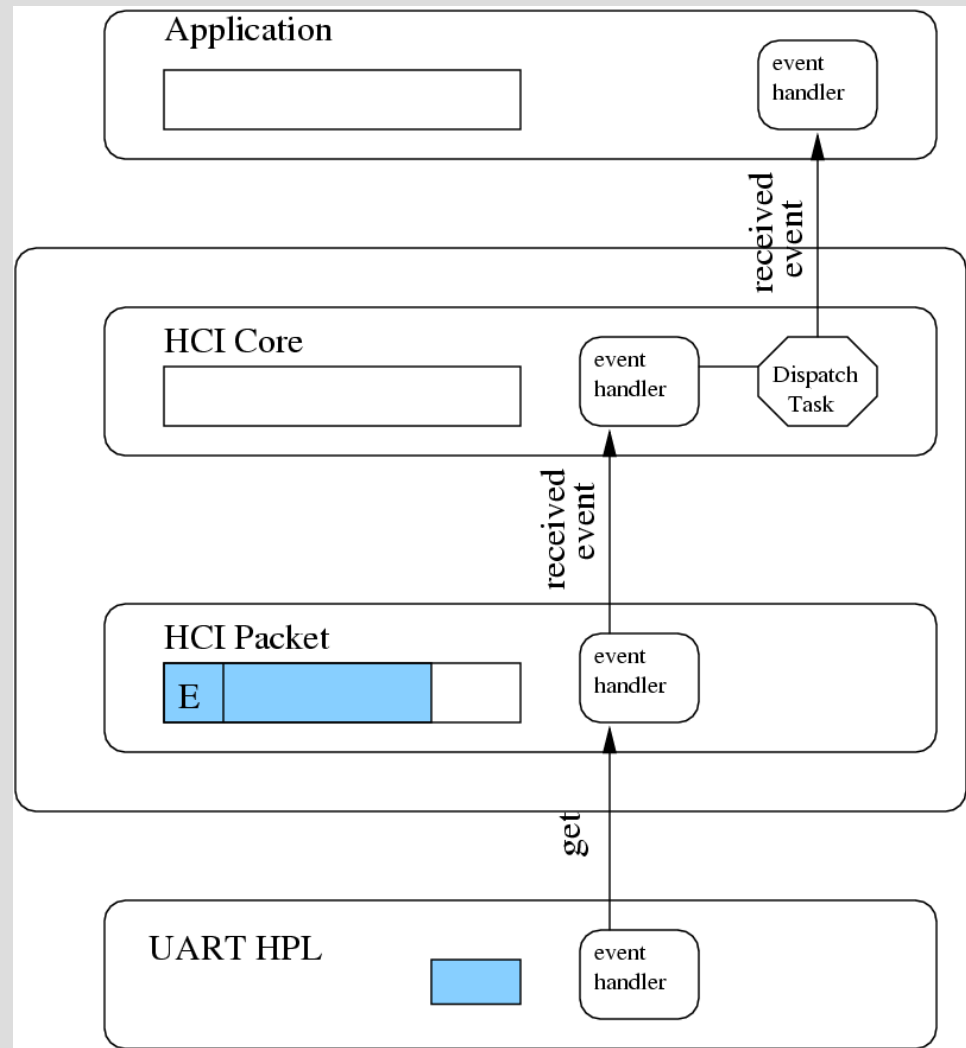 Application
event
handler
received
event
HCI Core
event
handler
Dispatch
Task
received
event
HCI Packet
E
event
handler
get
UART HPL
event
handler